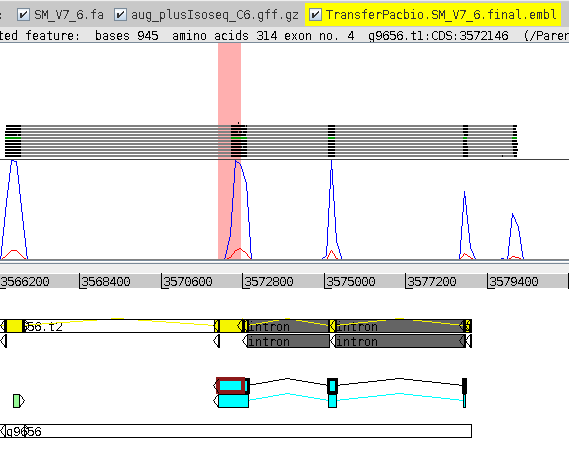 : SM_V7_6.fa aug_plusIsoseq_C6.gff.gz TransferPacbio.SM_V7_6.final.embl
ted feature: bases 945 amino acids 314 exon no. 4 g9656.t1:CDS:3572146 (/Paren
3566200 3568400 3570600 3572800 3575000 3577200 3579400
56.t2 intron intron
intron intron
g9656